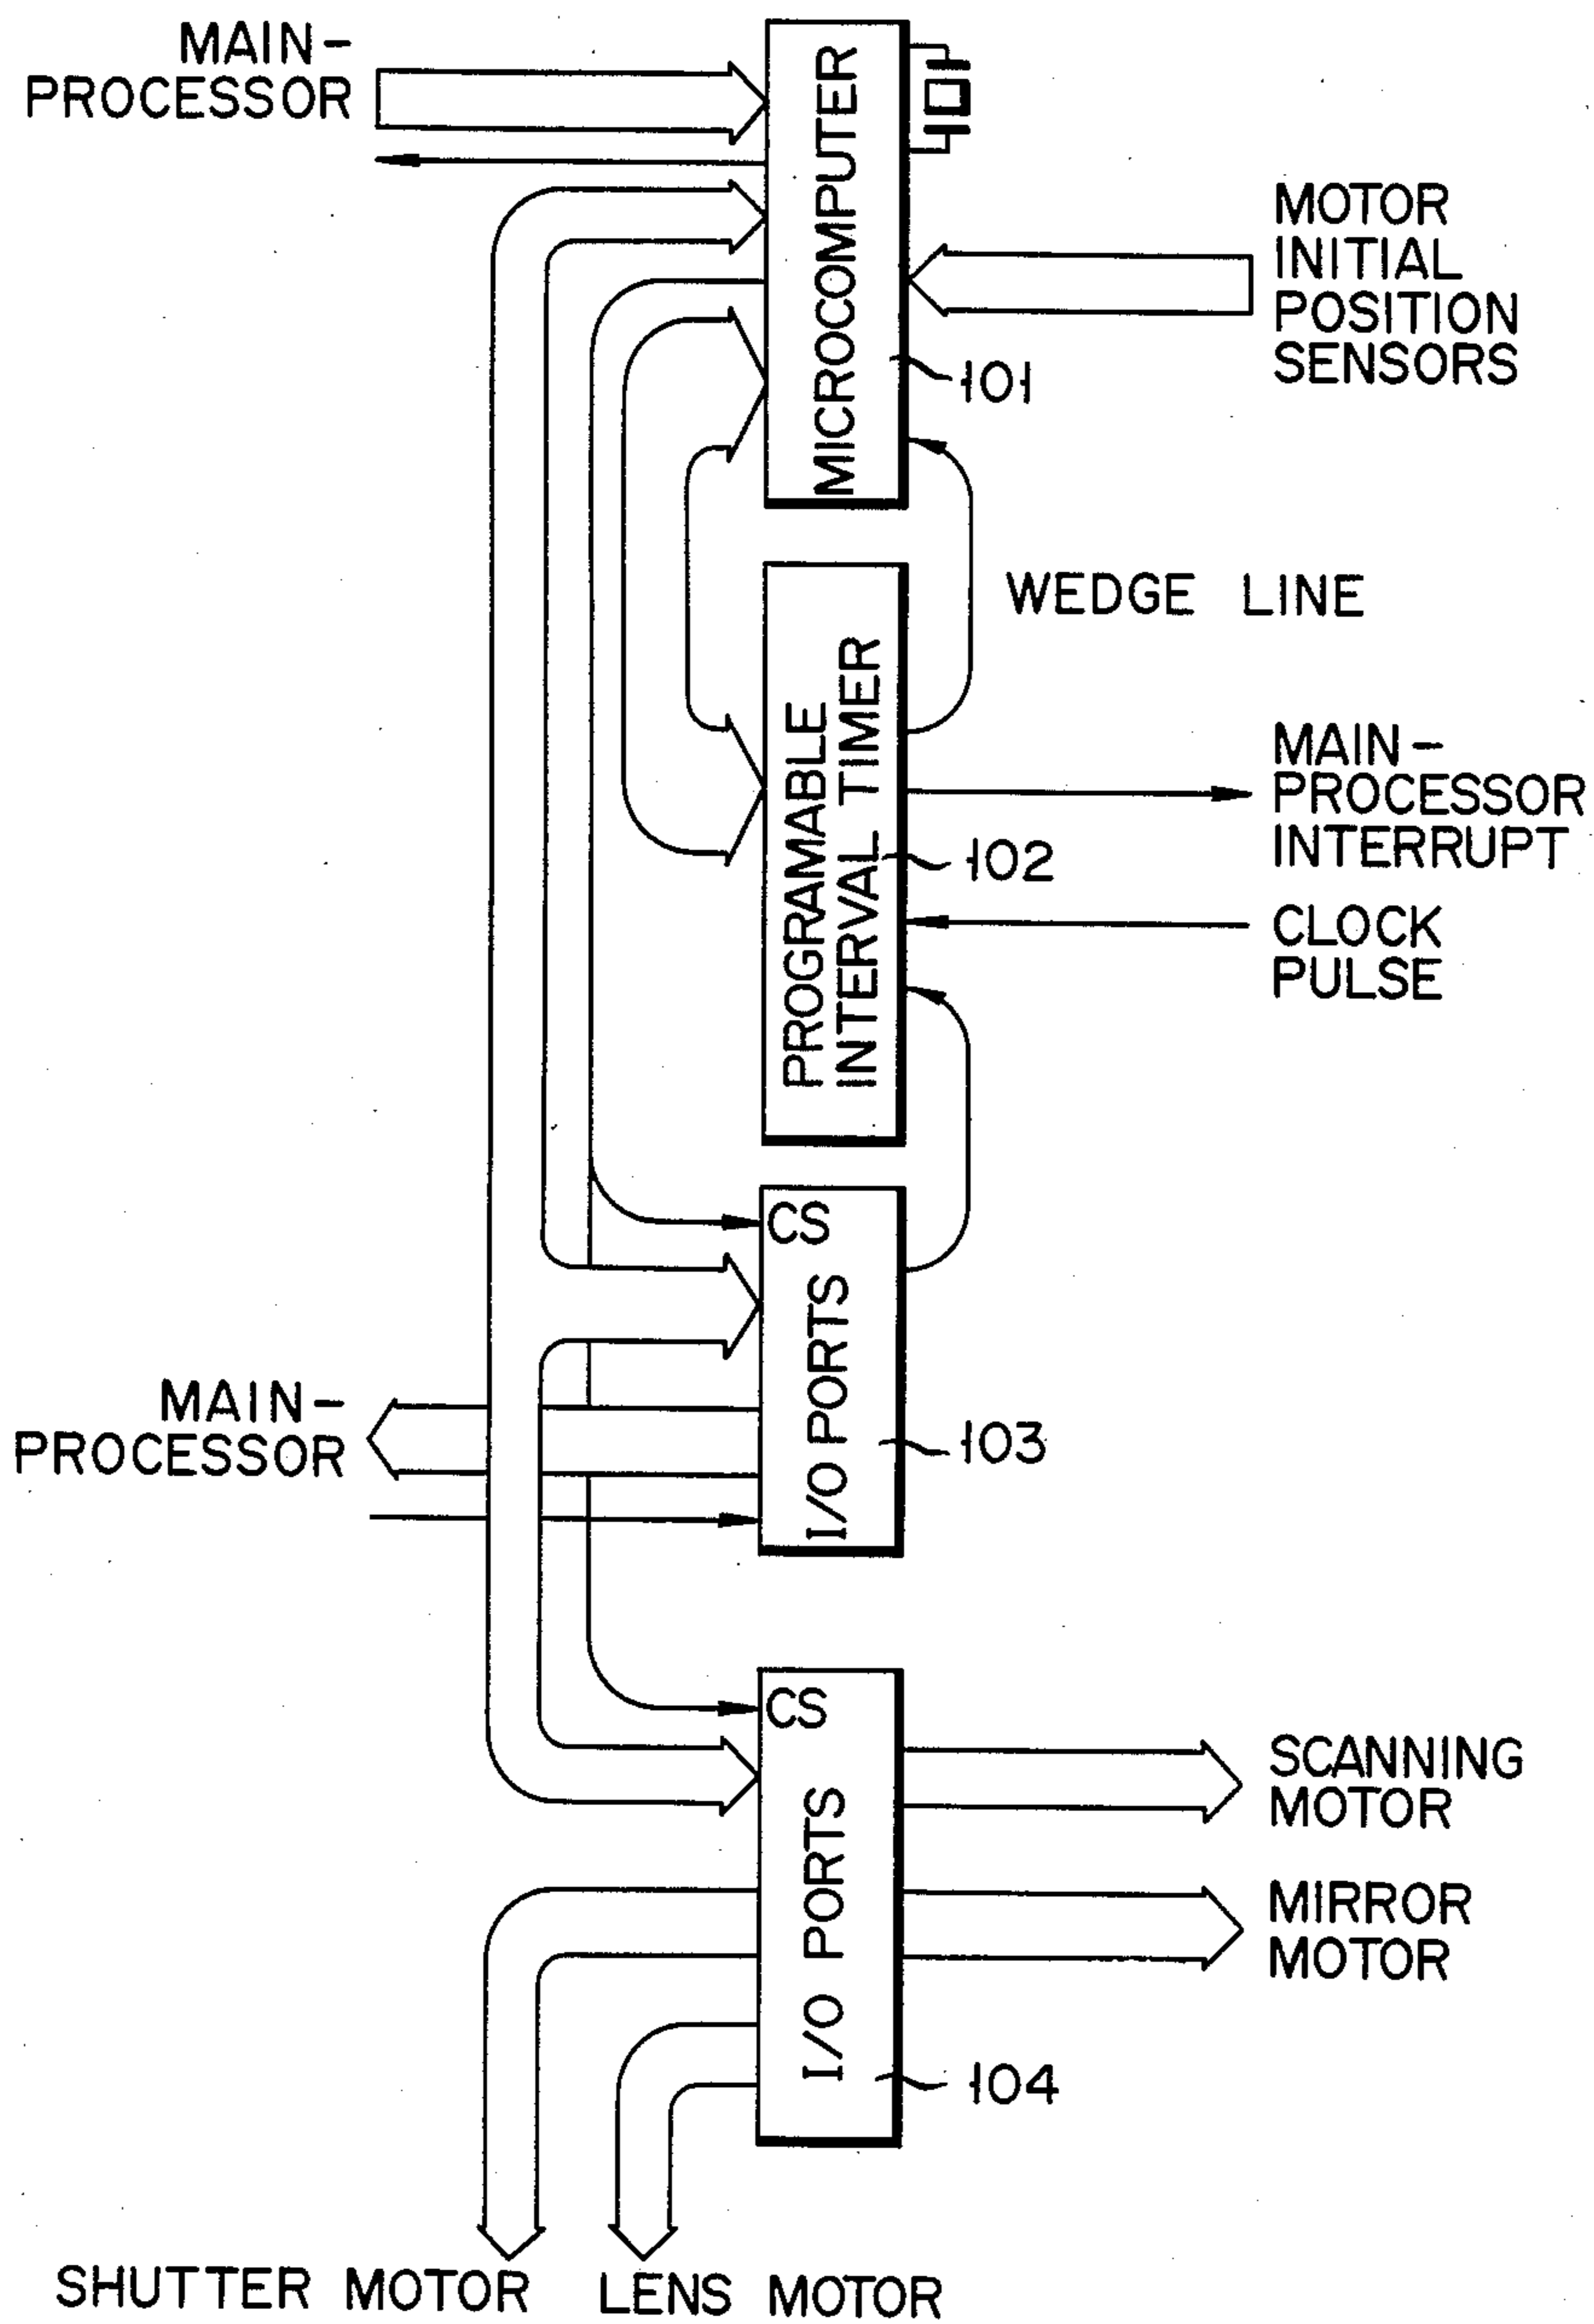 MAIN-
PROCESSOR
MICROCOMPUTER
MOTOR
INITIAL
POSITION
SENSORS
101
WEDGE LINE
PROGRAMABLE
INTERVAL TIMER
MAIN-
PROCESSOR
INTERRUPT
102
CLOCK
PULSE
CS
I/O PORTS
MAIN-
PROCESSOR
103
CS
I/O PORTS
SCANNING
MOTOR
MIRROR
MOTOR
104
SHUTTER MOTOR
LENS MOTOR